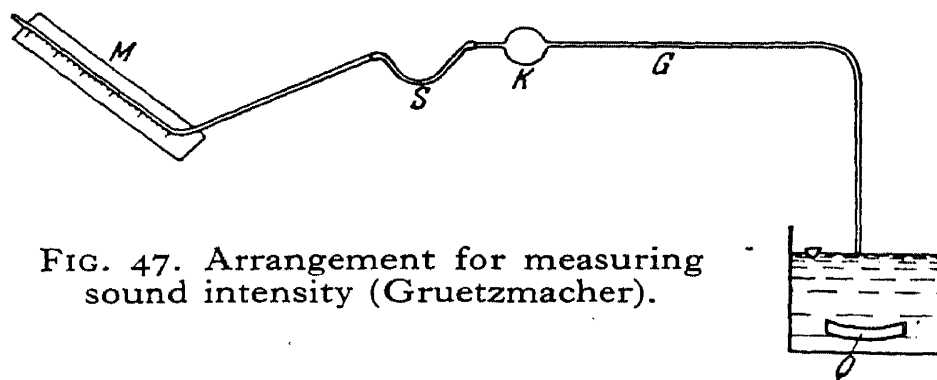 M
S
K
G
FIG. 47. Arrangement for measuring
sound intensity (Gruetzmacher).
Q